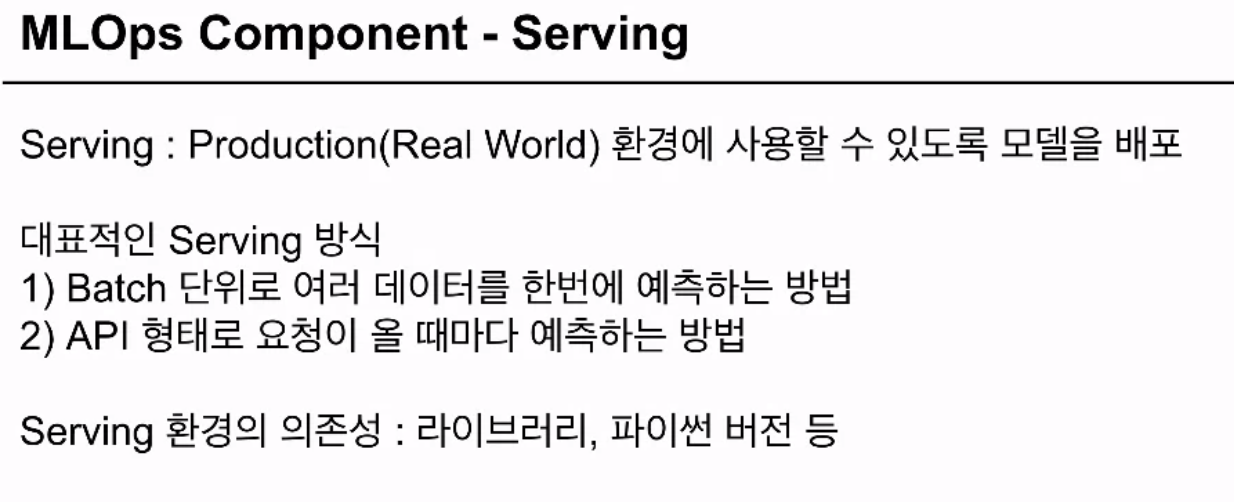 MLOps Component - Serving
Serving : Production(Real World) 환경에 사용할 수 있도록 모델을 배포
대표적인 Serving 방식
1) Batch 단위로 여러 데이터를 한번에 예측하는 방법
2) API 형태로 요청이 올 때마다 예측하는 방법
Serving 환경의 의존성 : 라이브러리, 파이썬 버전 등